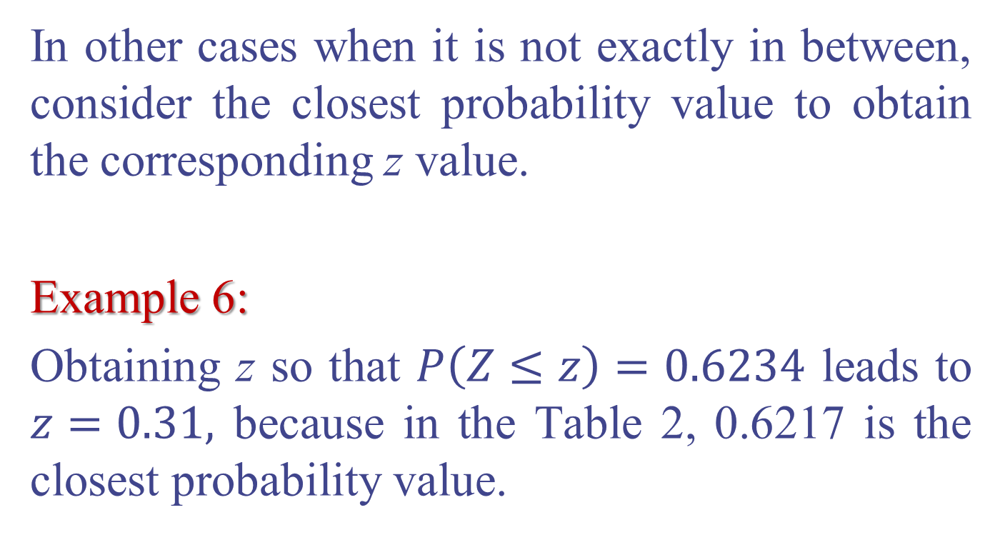 In other cases when it is not exactly in between,
consider the closest probability value to obtain
the corresponding z value.
Example 6:
Obtaining z so that P(Z ≤ z) = 0.6234 leads to
z = 0.31, because in the Table 2, 0.6217 is the
closest probability value.